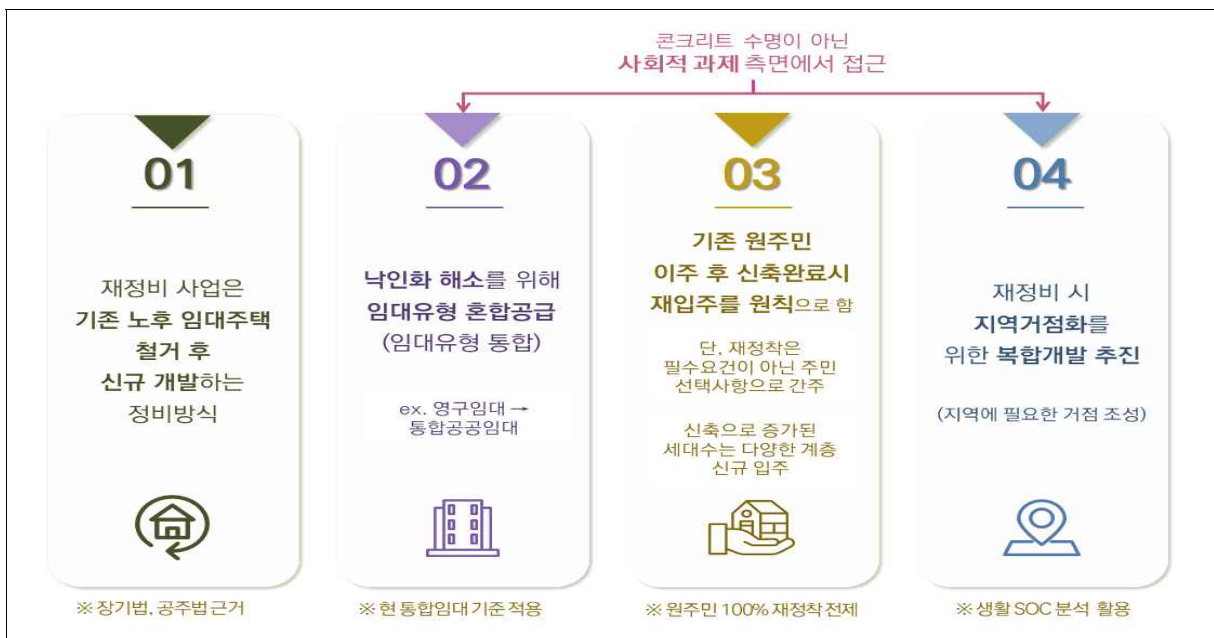 콘크리트 수명이 아닌
사회적 과제 측면에서 접근
01
재정비 사업은
기존 노후 임대주택
철거 후
신규 개발하는
정비방식
※ 장기법, 공주법 근거
02
낙인화 해소를 위해
임대유형 혼합공급
(임대유형 통합)
ex. 영구임대 →
통합공공임대
※ 현 통합임대 기준 적용
03
기존 원주민
이주 후 신축완료시
재입주를 원칙으로 함
단, 재정착은
필수요건이 아닌 주민
선택사항으로 간주
신축으로 증가된
세대수는 다양한 계층
신규 입주
※ 원주민 100% 재정착 전제
04
재정비 시
지역거점화를
위한 복합개발 추진
(지역에 필요한 거점 조성)
※ 생활 SOC 분석 활용